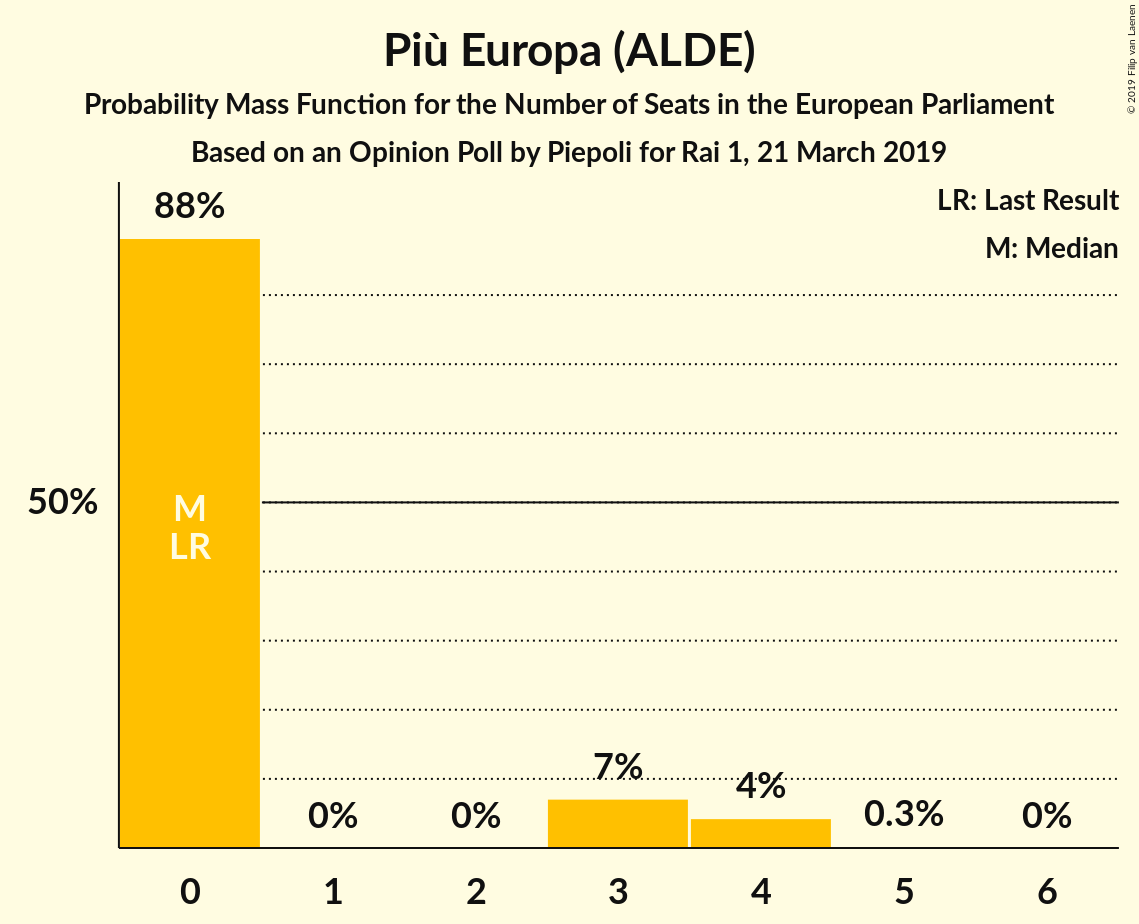 Più Europa (ALDE)
Probability Mass Function for the Number of Seats in the European Parliament
Based on an Opinion Poll by Piepoli for Rai 1, 21 March 2019
© 2019 Filip van Laenen
LR: Last Result
M: Median
88%
50%
M
LR
7%
4%
0%
0%
0.3%
0%
0
1
2
3
4
5
6